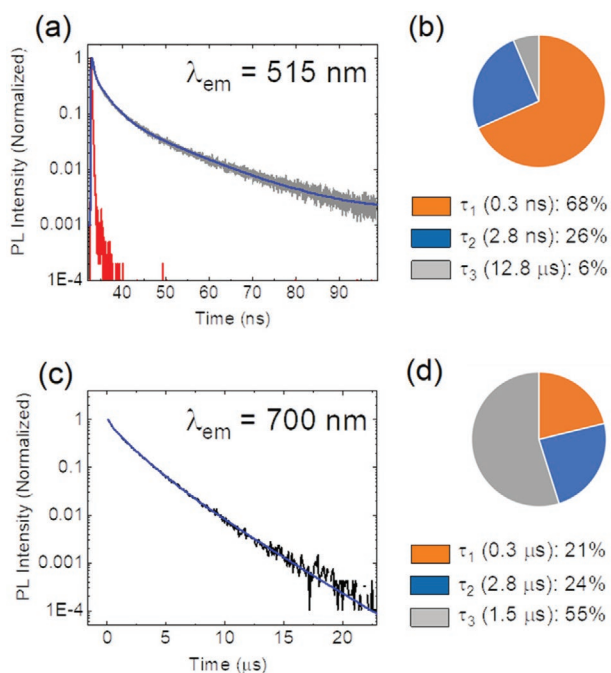 (a)
λem = 515 nm
PL Intensity (Normalized)
1
0.1
0.01
0.001
1E-4
40 50 60 70 80 90
Time (ns)
(b)
τ1 (0.3 ns): 68%
τ2 (2.8 ns): 26%
τ3 (12.8 μs): 6%
(c)
λem = 700 nm
PL Intensity (Normalized)
1
0.1
0.01
0.001
1E-4
0 5 10 15 20
Time (μs)
(d)
τ1 (0.3 μs): 21%
τ2 (2.8 μs): 24%
τ3 (1.5 μs): 55%